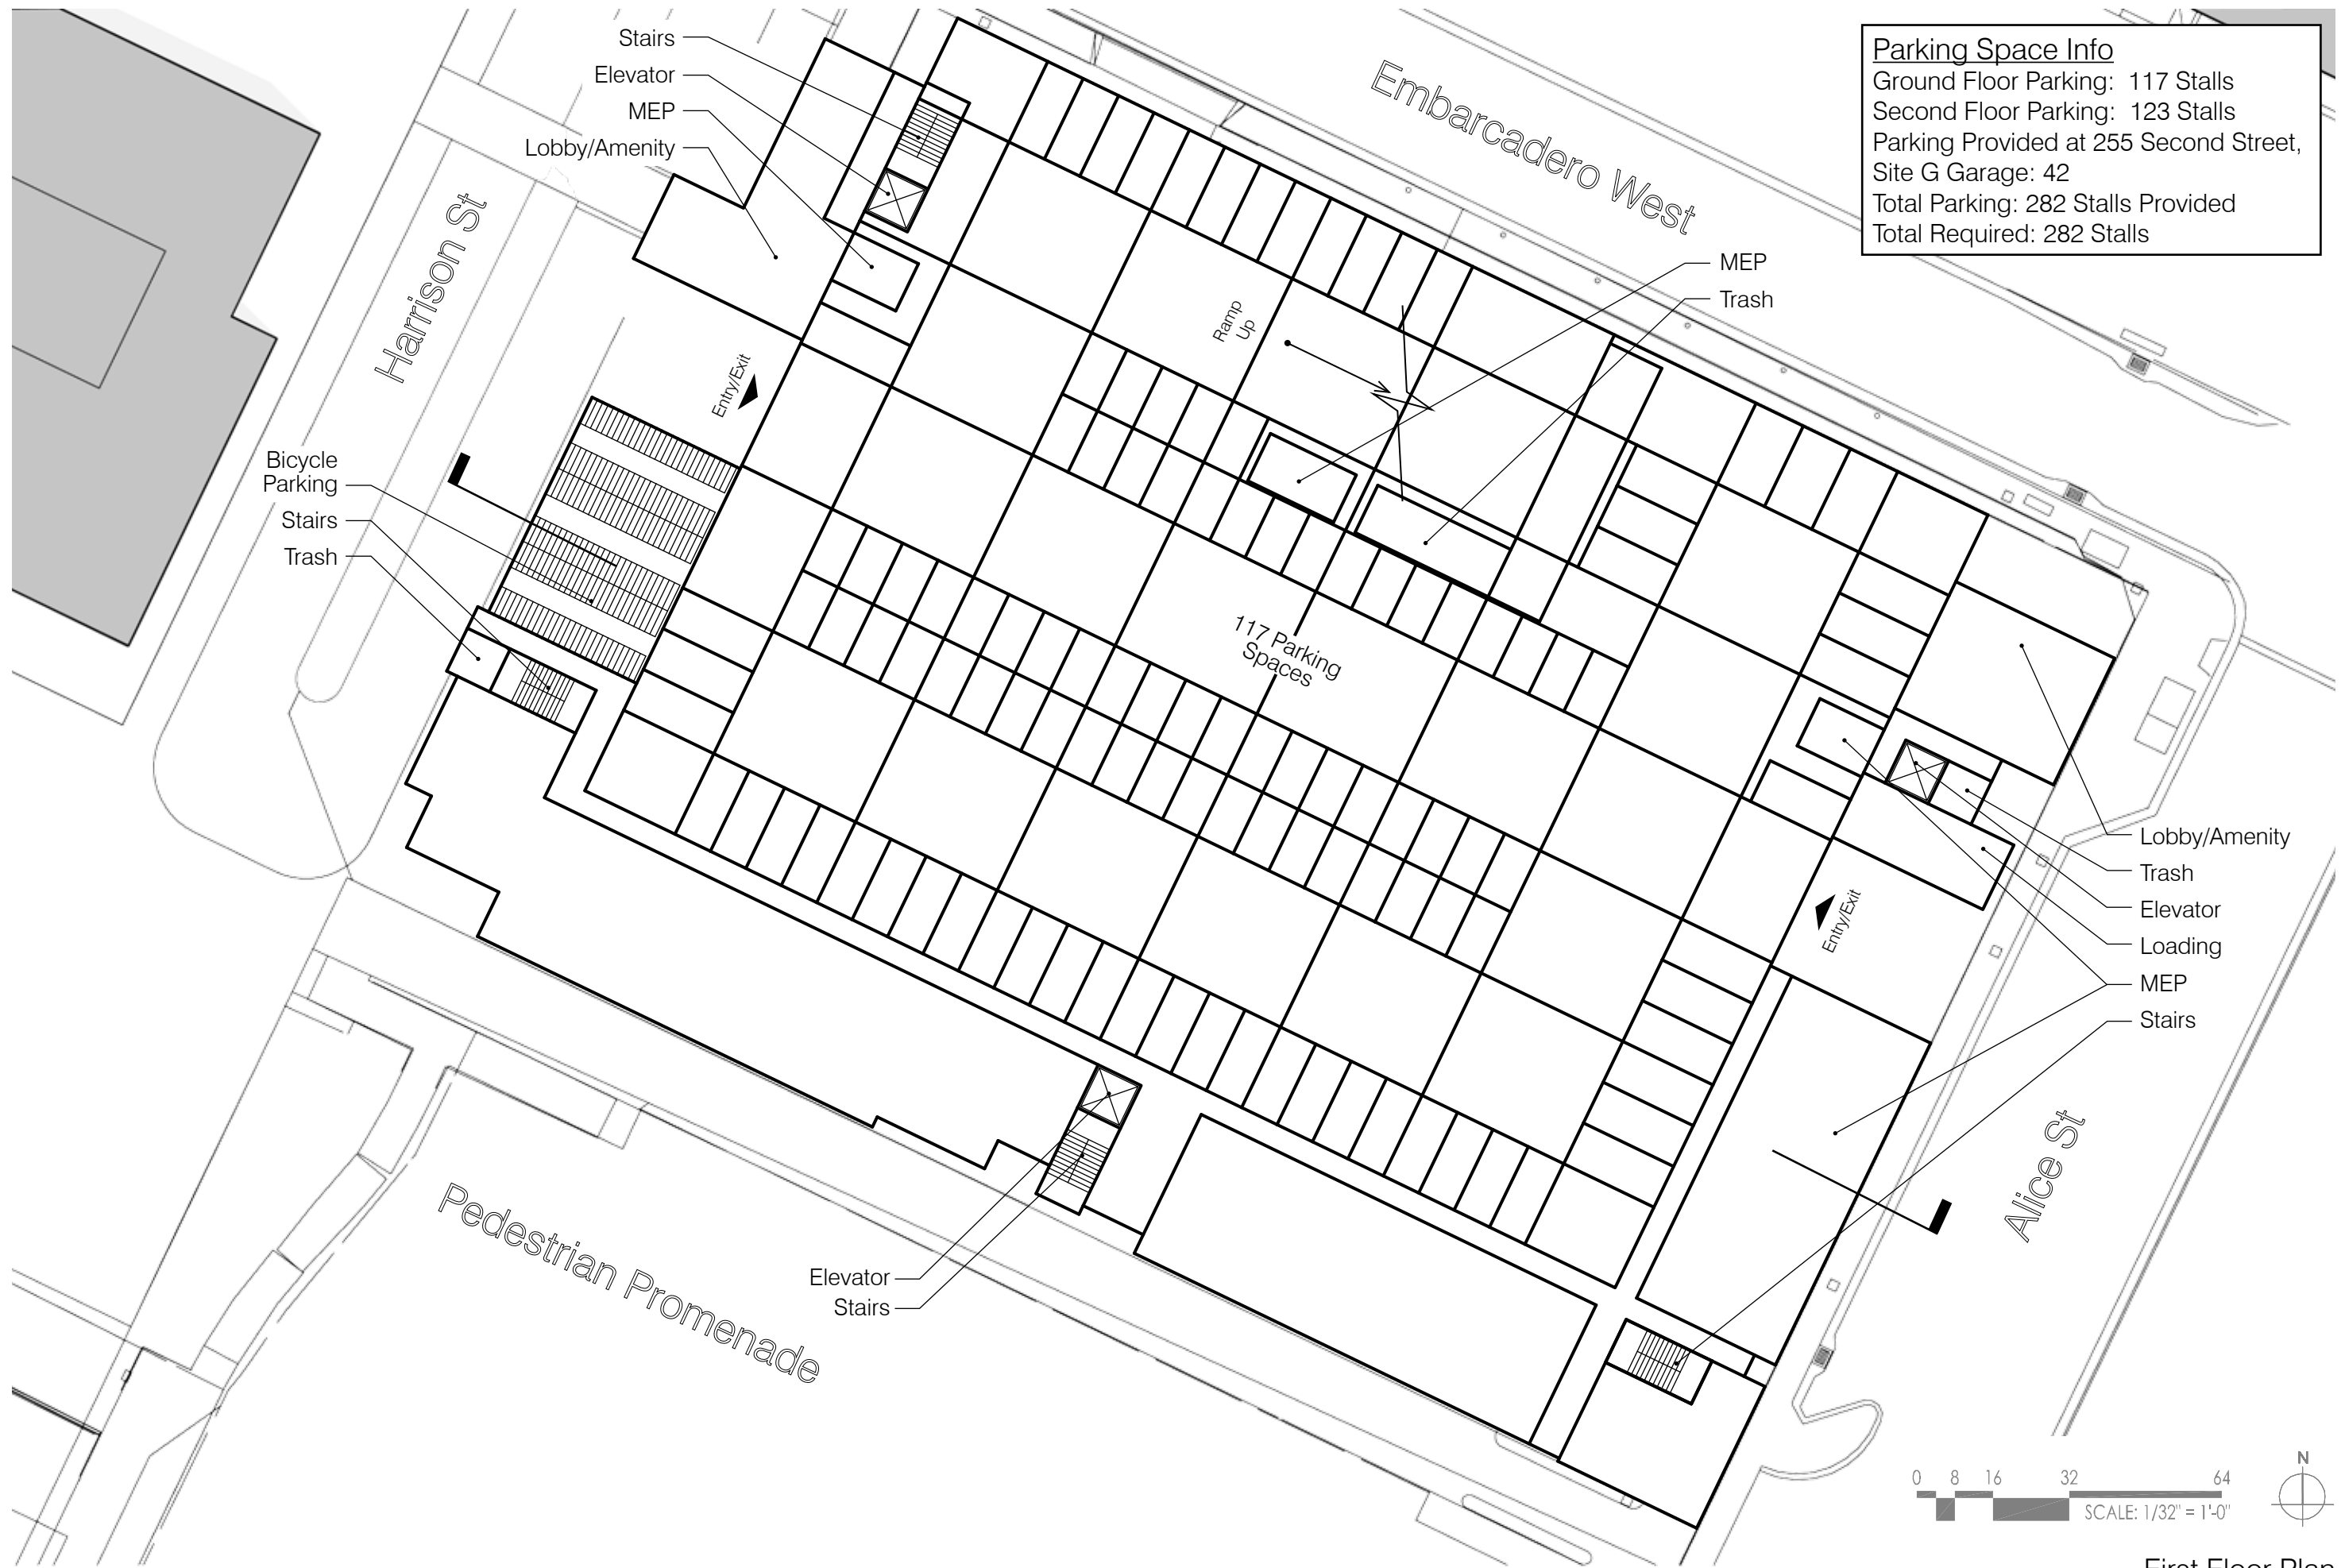 Stairs
Elevator
MEP
Lobby/Amenity
Embarcadero West
Parking Space Info
Ground Floor Parking:  117 Stalls
Second Floor Parking:  123 Stalls
Parking Provided at 255 Second Street,
Site G Garage: 42
Total Parking: 282 Stalls Provided
Total Required: 282 Stalls
Harrison St
MEP
Trash
Ramp
Up
Entry/Exit
Bicycle
Parking
Stairs
Trash
117 Parking
Spaces
Lobby/Amenity
Trash
Elevator
Loading
MEP
Stairs
Entry/Exit
Alice St
Pedestrian Promenade
Elevator
Stairs
0 8 16 32 64
SCALE: 1/32" = 1'-0"
N
First Floor Plan